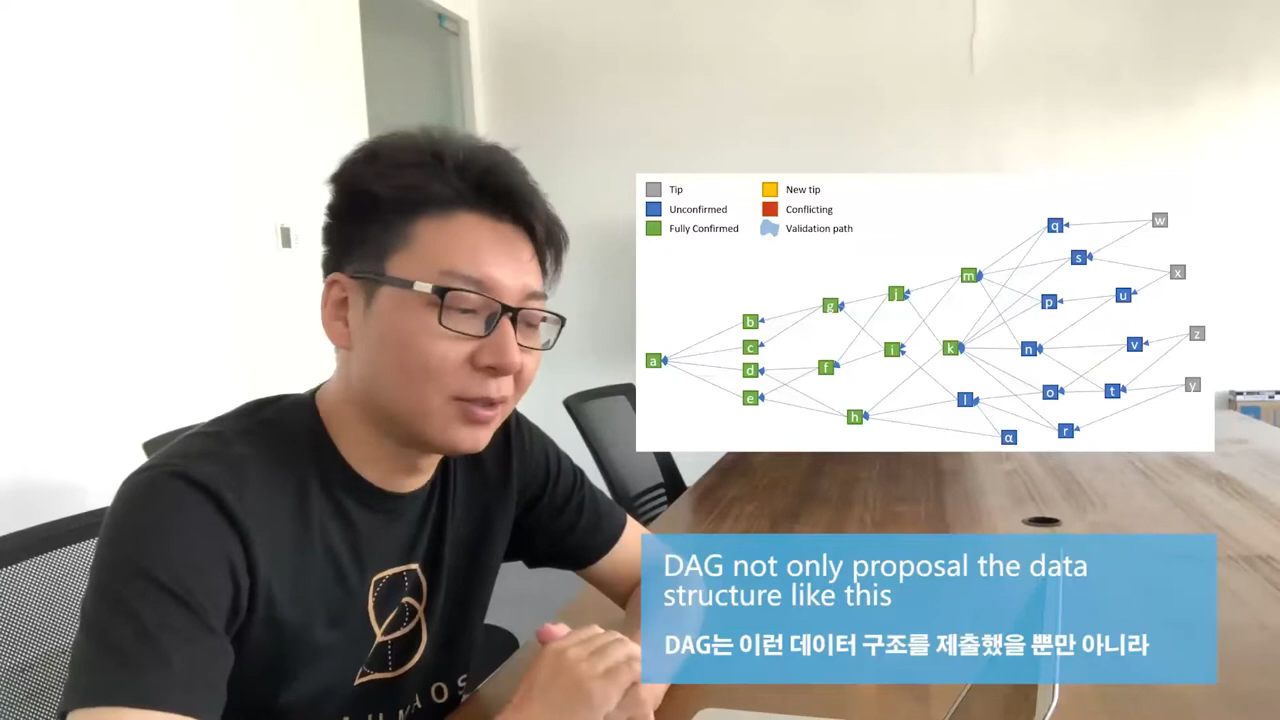 Tip
New tip
Unconfirmed
Conflicting
Fully Confirmed
Validation path
q
w
s
x
m
j
u
p
g
b
z
v
c
k
n
i
a
d
f
y
t
o
e
l
h
r
α
DAG not only proposal the data
structure like this
DAG는 이런 데이터 구조를 제출했을 뿐만 아니라